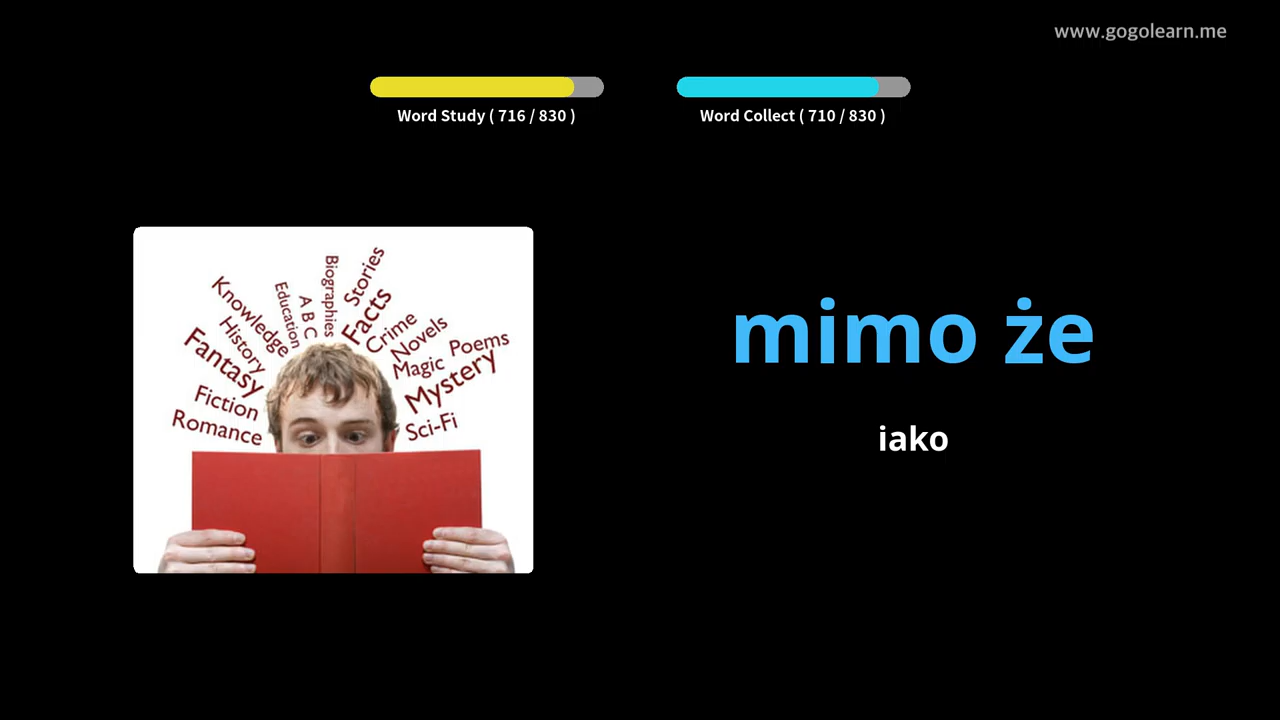 www.gogolearn.me
Word Study ( 716 / 830 )
Word Collect ( 710 / 830 )
Knowledge
History
Fantasy
Fiction
Romance
Education
A B C
Biographies
Stories
Facts
Crime
Novels
Magic
Poems
Mystery
Sci-Fi
mimo że
iako